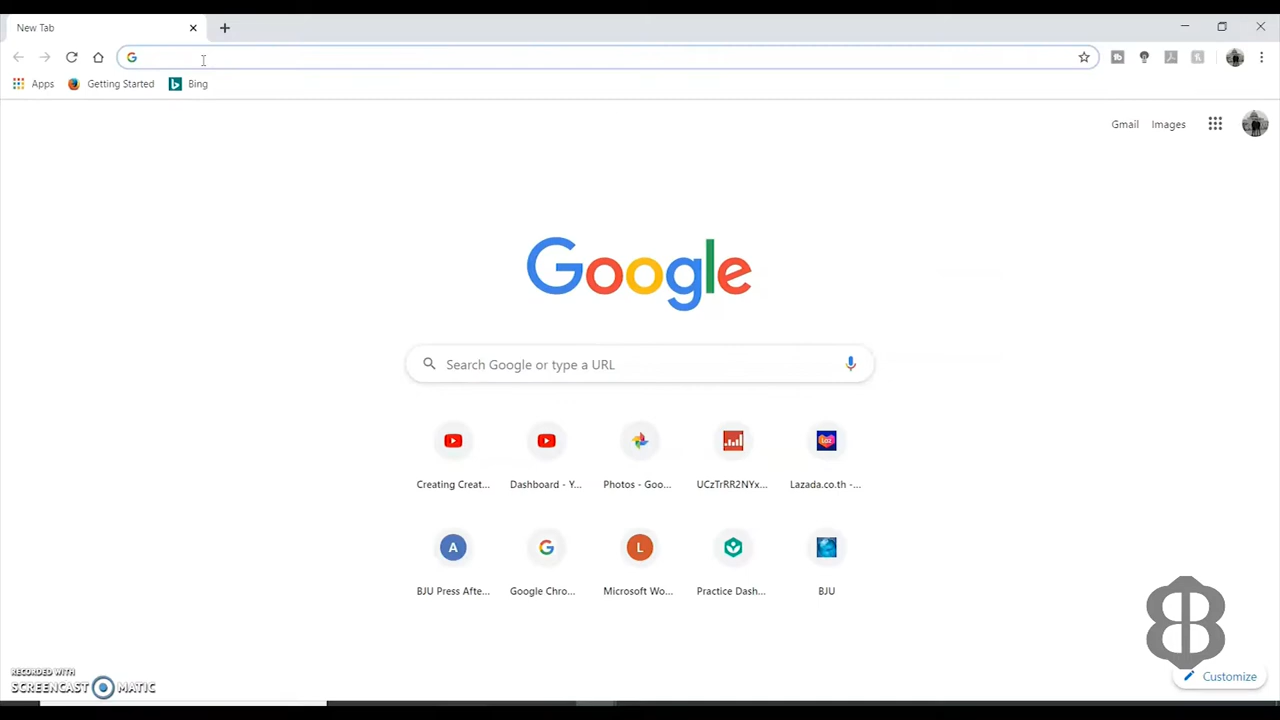 New Tab
Apps
Getting Started
Bing
Gmail
Images
Google
Search Google or type a URL
Creating Creat...
Dashboard - Y...
Photos - Goo...
UCzTrRR2NYx...
Lazada.co.th -...
A
L
BJU Press Afte...
Google Chro...
Microsoft Wo...
Practice Dash...
BJU
RECORDED WITH
SCREENCAST MATIC
Customize